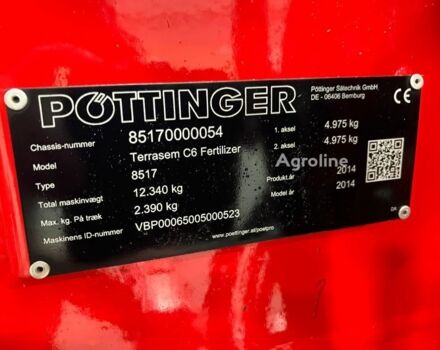 PÖTTINGER
Pöttinger Sätechnik GmbH
DE - 06406 Bernburg
CE
Chassis-nummer 85170000054
Model Terrasem C6 Fertilizer
Type 8517
Totale maskinvægt 12.340 kg
Max. kg. På træk 2.390 kg
Maskinens ID-nummer VBP00065005000523
1. aksel 4.975 kg
2. aksel 4.975 kg
Produkt.år 2014
Model år 2014
www.poettinger.at/poetpro
DA
Agroline